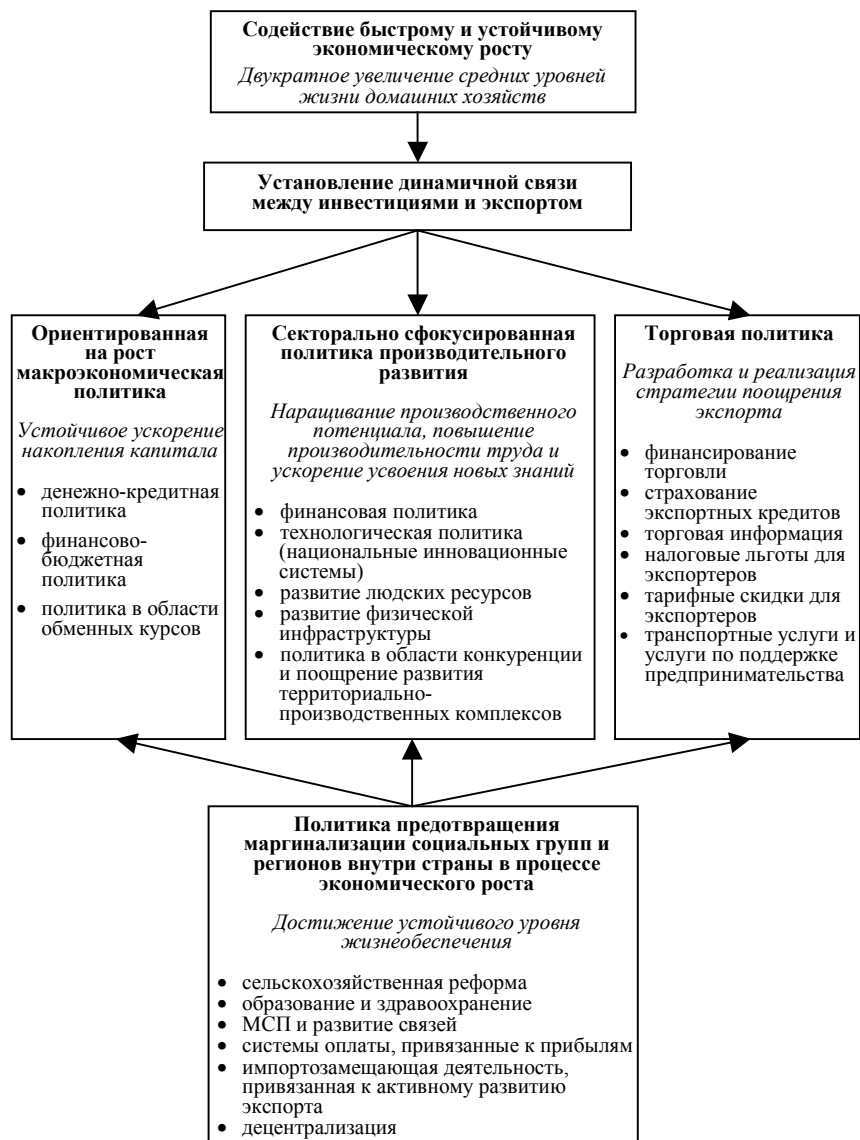 Содействие быстрому и устойчивому
экономическому росту
Двукратное увеличение средних уровней
жизни домашних хозяйств
Установление динамичной связи
между инвестициями и экспортом
Ориентированная
на рост
макроэкономическая
политика
Устойчивое ускорение
накопления капитала
• денежно-кредитная
политика
• финансово-
бюджетная
политика
• политика в области
обменных курсов
Секторально сфокусированная
политика производительного
развития
Наращивание производственного
потенциала, повышение
производительности труда и
ускорение усвоения новых знаний
• финансовая политика
• технологическая политика
(национальные инновационные
системы)
• развитие людских ресурсов
• развитие физической
инфраструктуры
• политика в области конкуренции
и поощрение развития
территориально-
производственных комплексов
Торговая политика
Разработка и реализация
стратегии поощрения
экспорта
• финансирование
торговли
• страхование
экспортных кредитов
• торговая информация
• налоговые льготы для
экспортеров
• тарифные скидки для
экспортеров
• транспортные услуги и
услуги по поддержке
предпринимательства
Политика предотвращения
маргинализации социальных групп и
регионов внутри страны в процессе
экономического роста
Достижение устойчивого уровня
жизнеобеспечения
• сельскохозяйственная реформа
• образование и здравоохранение
• МСП и развитие связей
• системы оплаты, привязанные к прибылям
• импортозамещающая деятельность,
привязанная к активному развитию
экспорта
• децентрализация